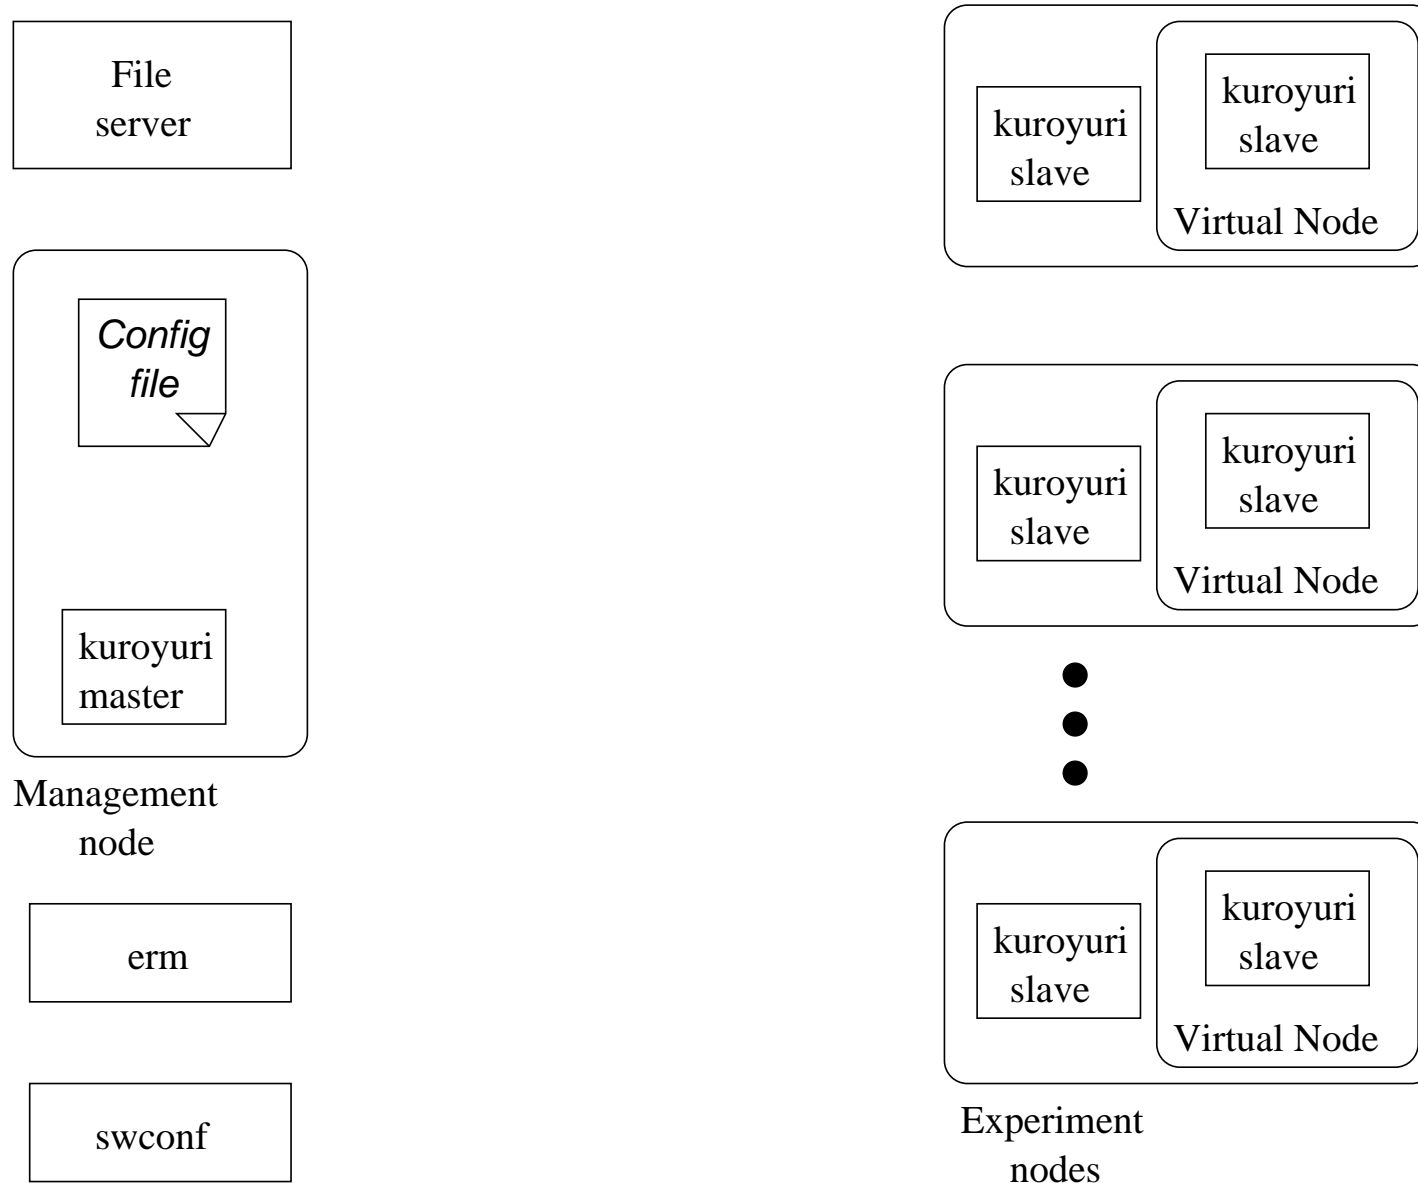 File
server
Config
file
kuroyuri
master
Management
node
erm
swconf
kuroyuri
slave
kuroyuri
slave
Virtual Node
kuroyuri
slave
kuroyuri
slave
Virtual Node
kuroyuri
slave
kuroyuri
slave
Virtual Node
Experiment
nodes